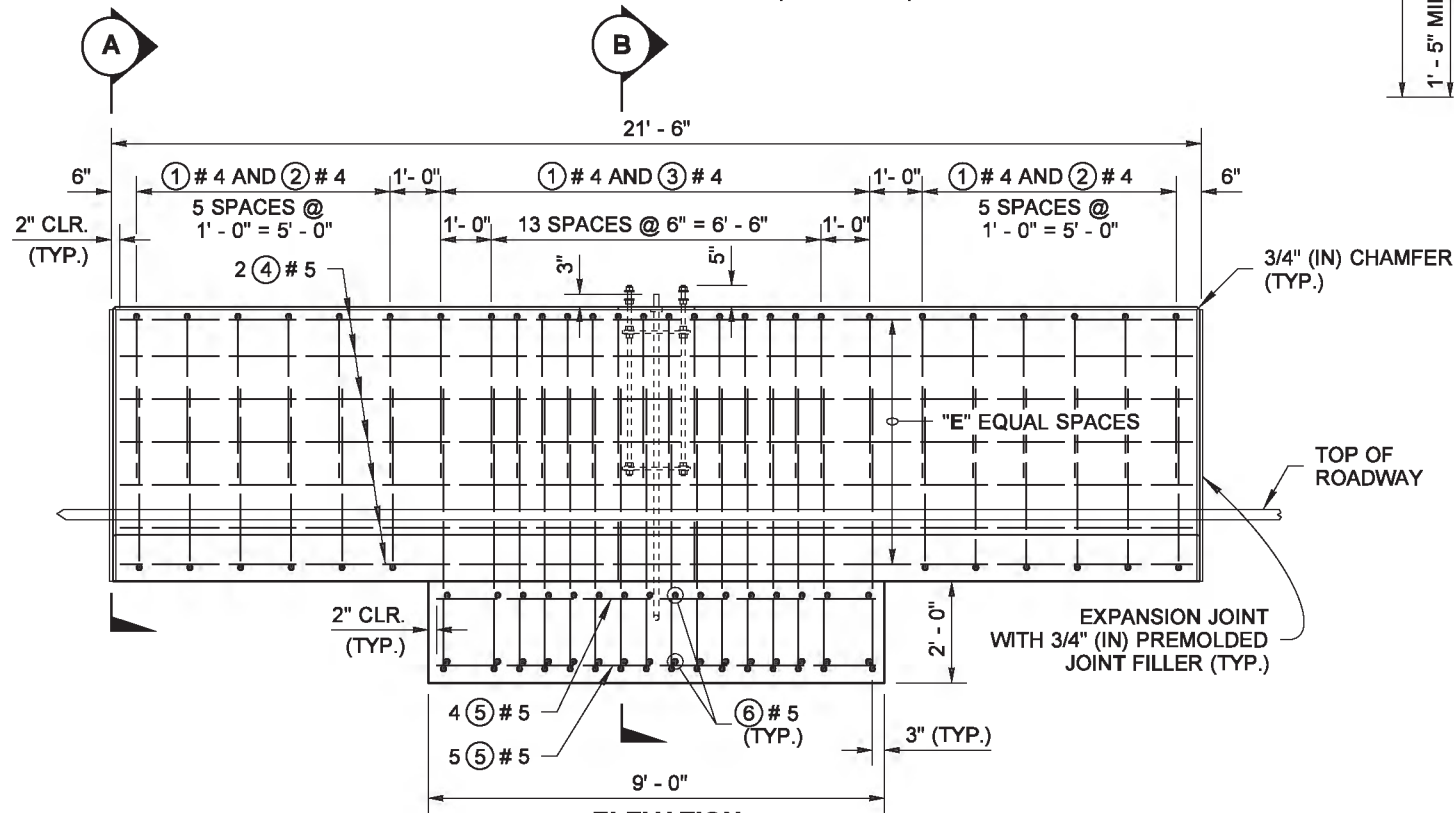 A
B
1' - 5" MI
21' - 6"
6"
① # 4 AND ② # 4
1'- 0"
① # 4 AND ③ # 4
1'- 0"
① # 4 AND ② # 4
6"
5 SPACES @
1' - 0" = 5' - 0"
1'- 0"
13 SPACES @ 6" = 6' - 6"
1'- 0"
5 SPACES @
1' - 0" = 5' - 0"
2" CLR.
(TYP.)
2 ④ # 5
3"
5"
3/4" (IN) CHAMFER
(TYP.)
"E" EQUAL SPACES
TOP OF
ROADWAY
2" CLR.
(TYP.)
2' - 0"
EXPANSION JOINT
WITH 3/4" (IN) PREMOLDED
JOINT FILLER (TYP.)
4 ⑤ # 5
5 ⑤ # 5
⑥ # 5
(TYP.)
3" (TYP.)
9' - 0"